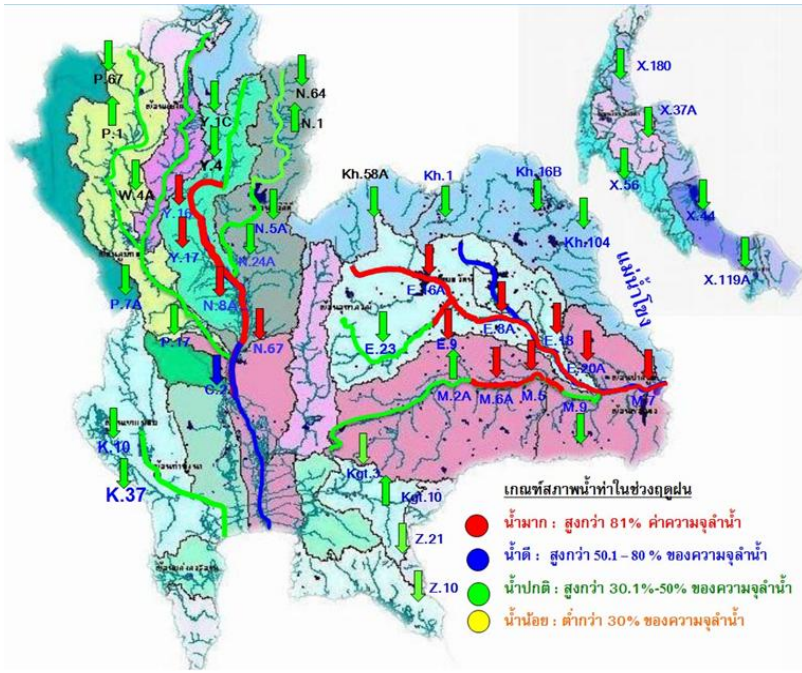 P.67
P.1
W.4A
P.7A
P.17
Y.1C
Y.4
Y.16
Y.17
N.64
N.1
N.5A
N.24A
N.8A
N.67
C.2
K.10
K.37
Kh.58A
Kh.1
Kh.16B
Kh.104
แม่น้ำโขง
E.16A
E.8A
E.18
E.23
E.9
E.20A
M.2A
M.6A
M.5
M.9
M.7
Kgt.3
Kgt.10
Z.21
Z.10
X.180
X.37A
X.56
X.44
X.119A
เกณฑ์สภาพน้ำท่าในช่วงฤดูฝน
น้ำมาก : สูงกว่า 81% ค่าความจุลำน้ำ
น้ำดี : สูงกว่า 50.1 – 80 % ของความจุลำน้ำ
น้ำปกติ : สูงกว่า 30.1%-50% ของความจุลำน้ำ
น้ำน้อย : ต่ำกว่า 30% ของความจุลำน้ำ